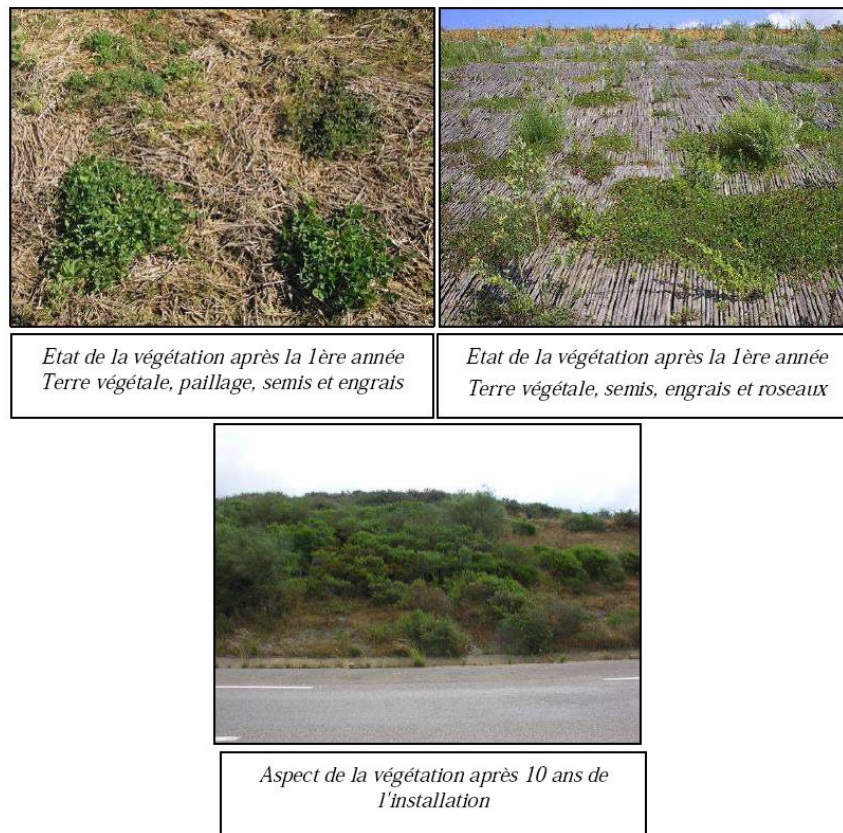 Etat de la végétation après la 1ère année
Terre végétale, paillage, semis et engrais
Etat de la végétation après la 1ère année
Terre végétale, semis, engrais et roseaux
Aspect de la végétation après 10 ans de
l'installation